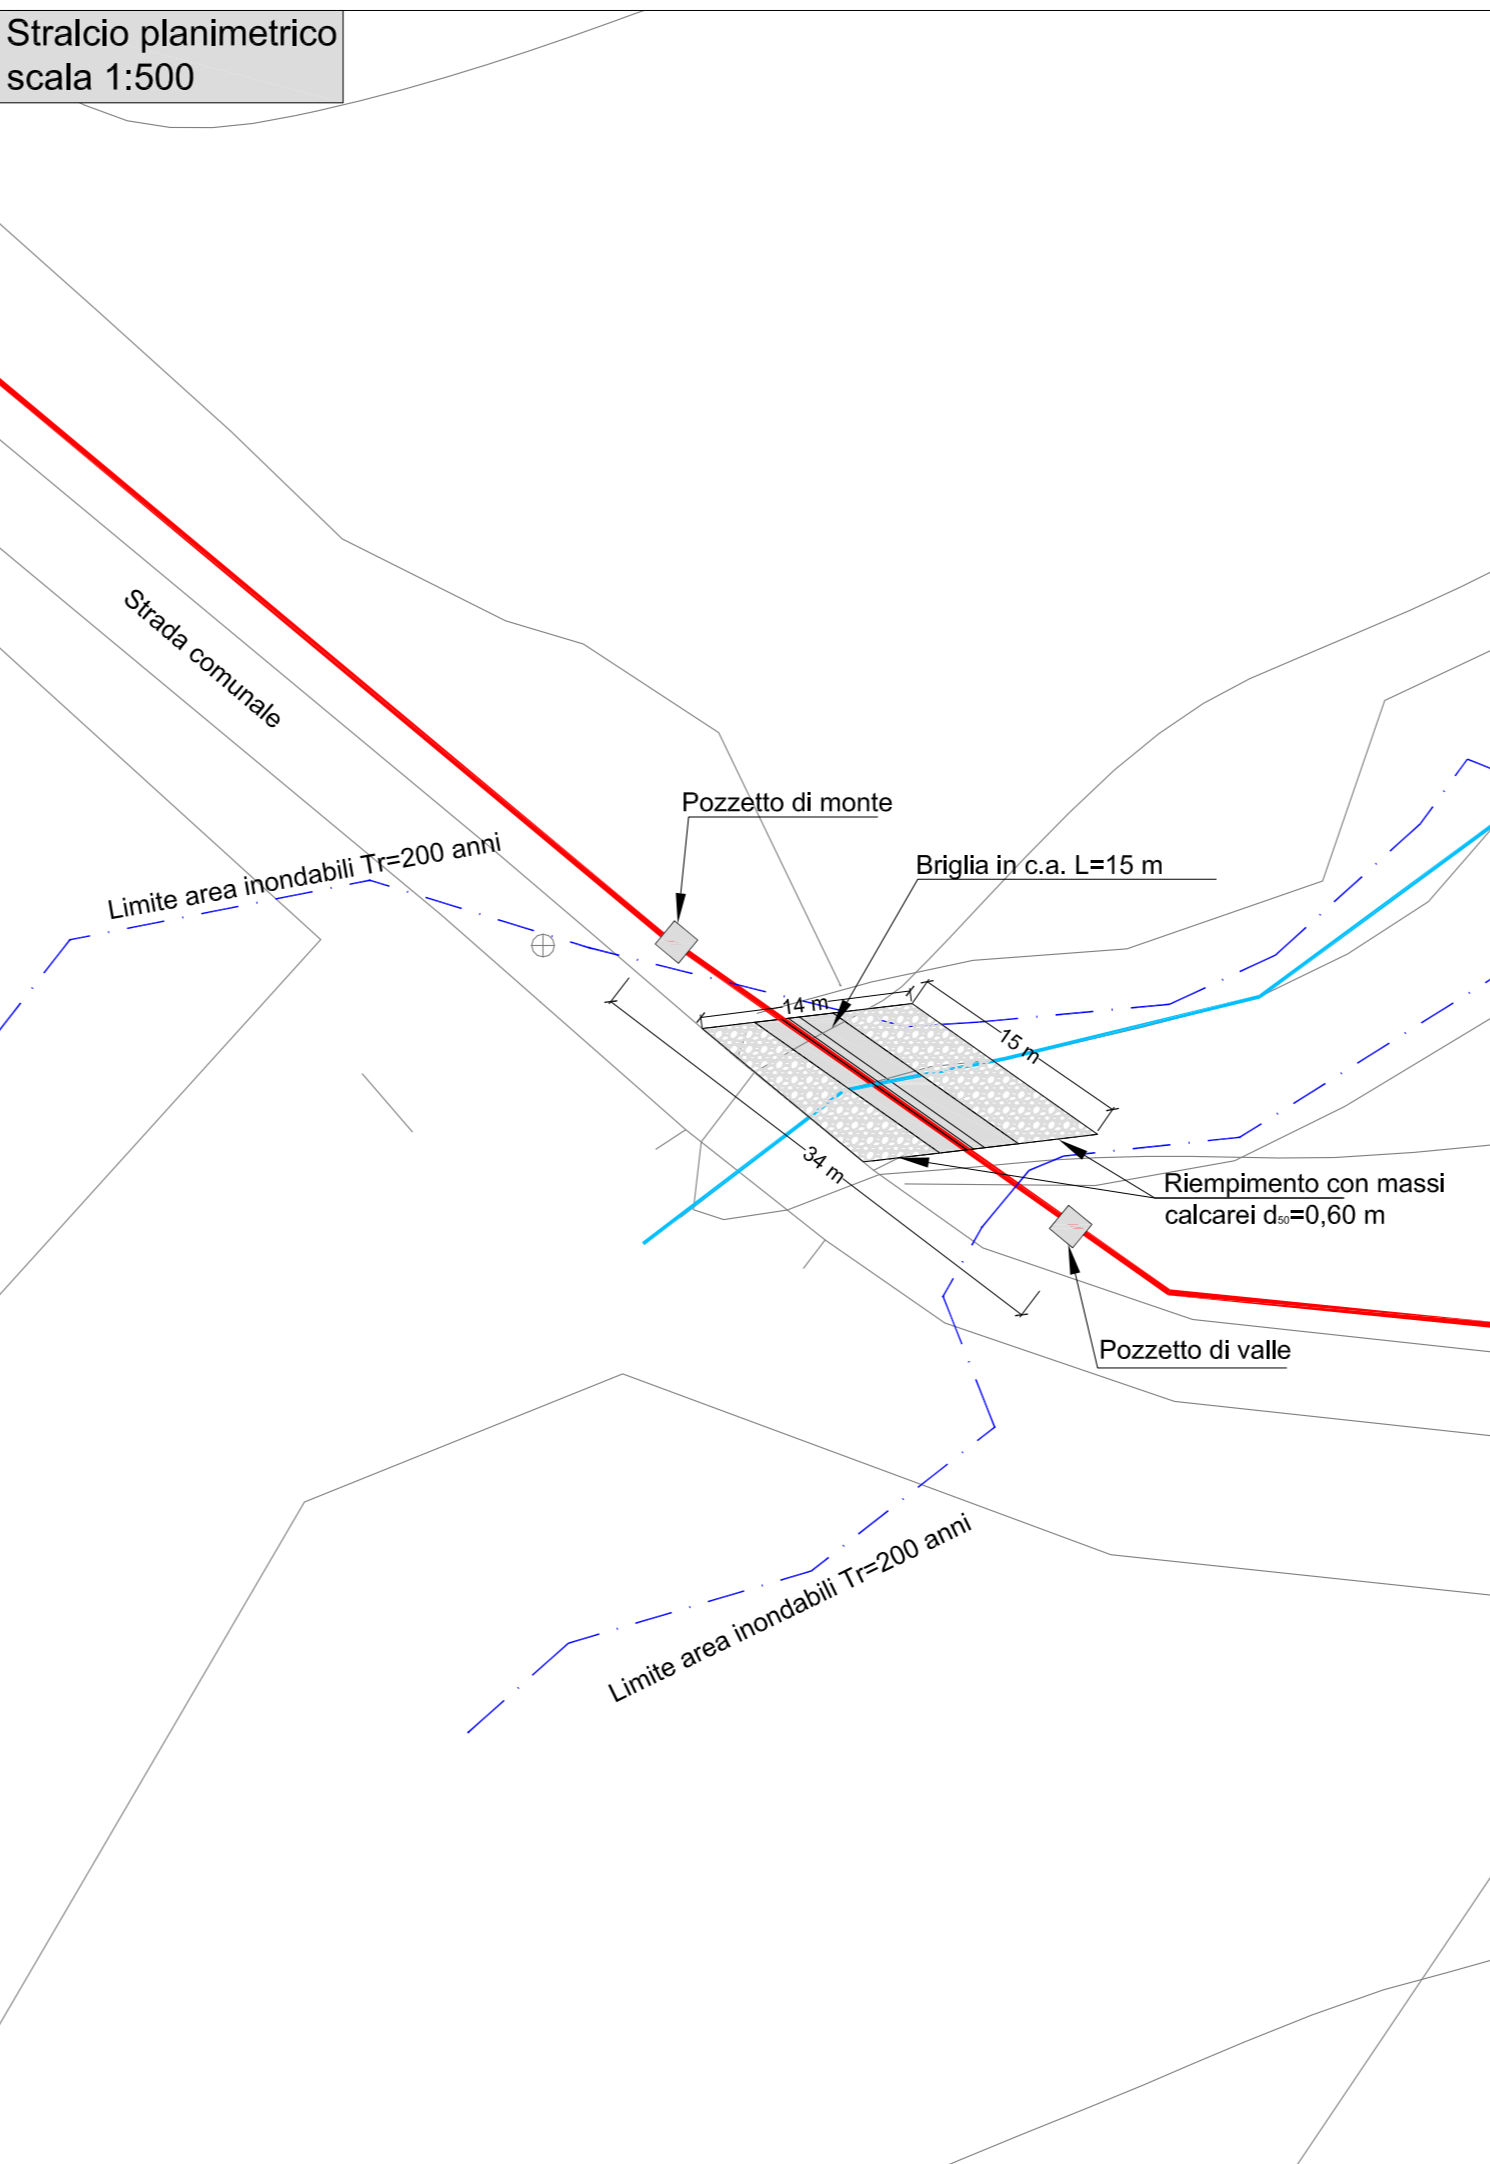 Stralcio planimetrico
scala 1:500
Strada comunale
Pozzetto di monte
Limite area inondabili Tr=200 anni
Briglia in c.a. L=15 m
14 m
15 m
34 m
Riempimento con massi
calcarei d₅₀=0,60 m
Pozzetto di valle
Limite area inondabili Tr=200 anni